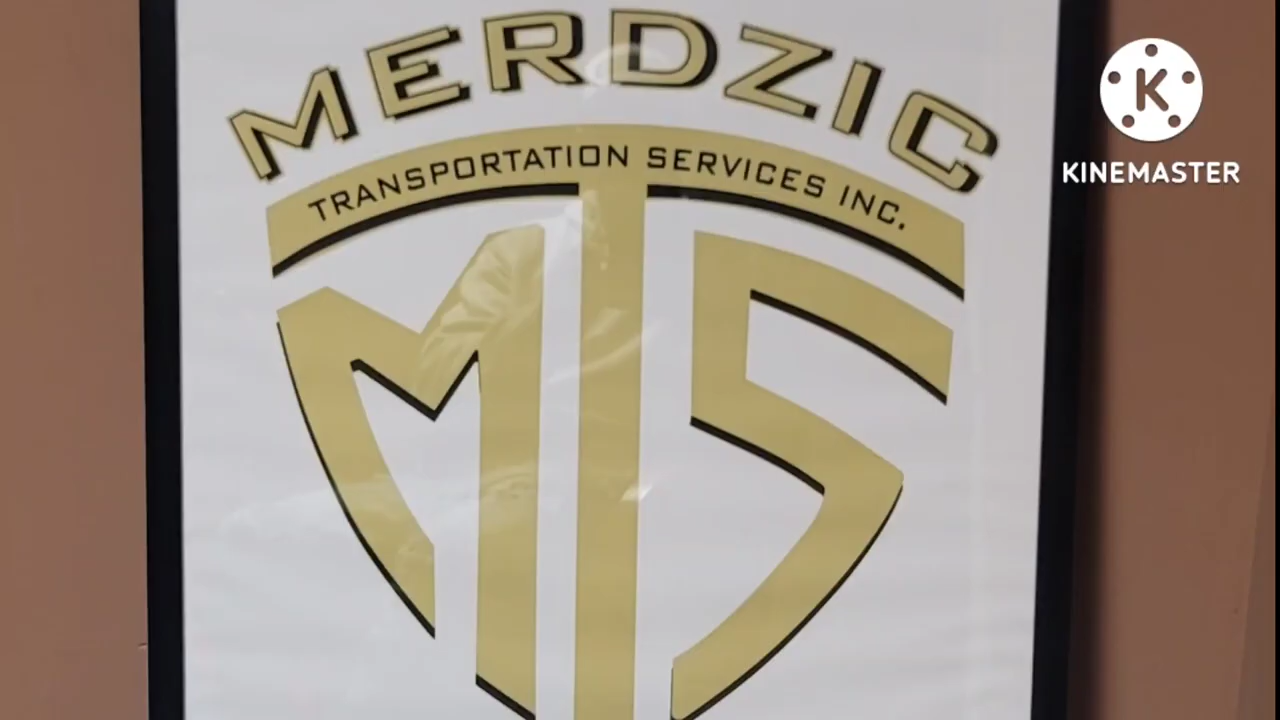 MERDZIC
TRANSPORTATION SERVICES INC.
MTS
K
KINEMASTER